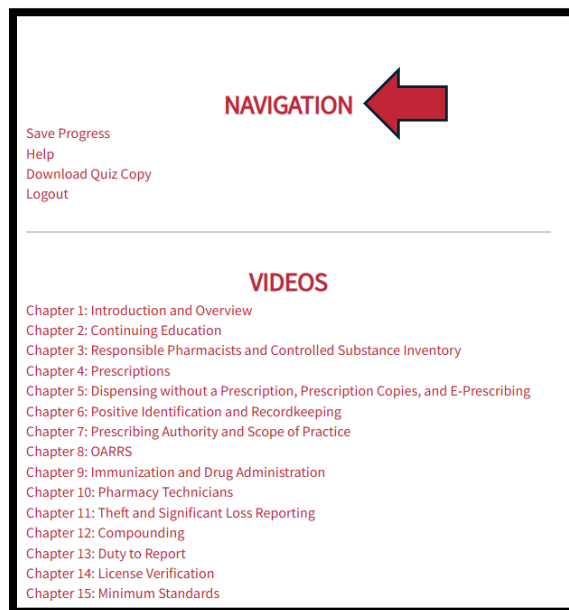 NAVIGATION
Save Progress
Help
Download Quiz Copy
Logout
VIDEOS
Chapter 1: Introduction and Overview
Chapter 2: Continuing Education
Chapter 3: Responsible Pharmacists and Controlled Substance Inventory
Chapter 4: Prescriptions
Chapter 5: Dispensing without a Prescription, Prescription Copies, and E-Prescribing
Chapter 6: Positive Identification and Recordkeeping
Chapter 7: Prescribing Authority and Scope of Practice
Chapter 8: OARRS
Chapter 9: Immunization and Drug Administration
Chapter 10: Pharmacy Technicians
Chapter 11: Theft and Significant Loss Reporting
Chapter 12: Compounding
Chapter 13: Duty to Report
Chapter 14: License Verification
Chapter 15: Minimum Standards